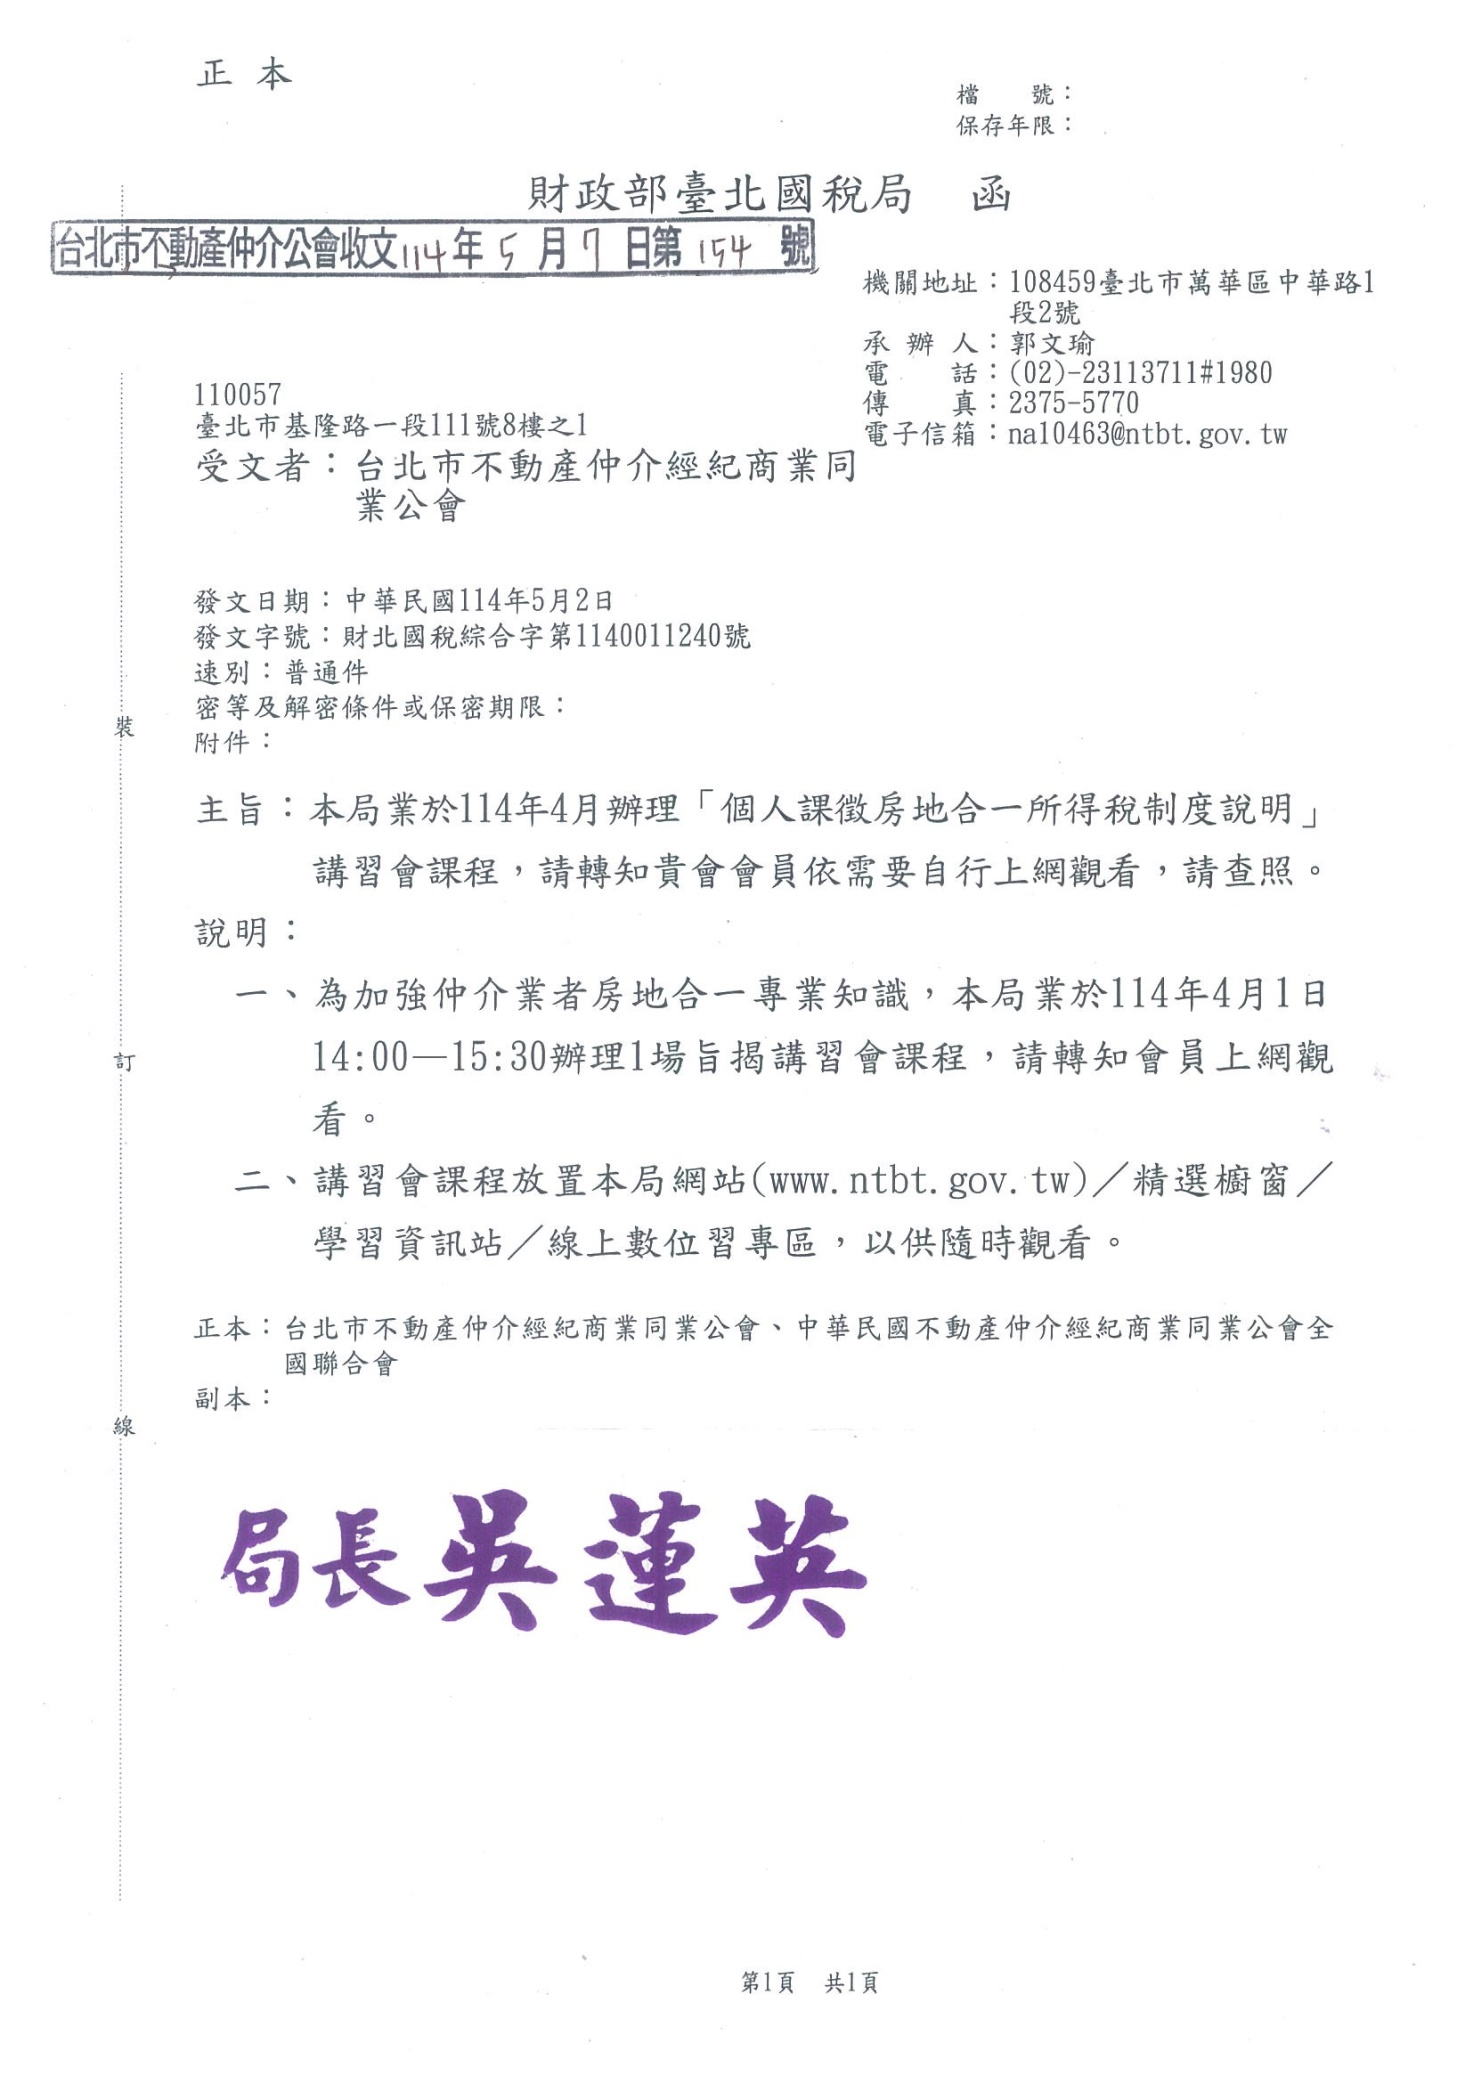 正本
檔　　號：
保存年限：
財政部臺北國稅局　函
台北市不動產仲介公會收文114年5月7日第154號
機關地址：108459臺北市萬華區中華路1
段2號
承 辦 人：郭文瑜
電　　話：(02)-23113711#1980
傳　　真：2375-5770
電子信箱：na10463@ntbt.gov.tw
110057
臺北市基隆路一段111號8樓之1
受文者：台北市不動產仲介經紀商業同
業公會
發文日期：中華民國114年5月2日
發文字號：財北國稅綜合字第1140011240號
速別：普通件
密等及解密條件或保密期限：
附件：
主旨：本局業於114年4月辦理「個人課徵房地合一所得稅制度說明」
講習會課程，請轉知貴會會員依需要自行上網觀看，請查照。
說明：
一、為加強仲介業者房地合一專業知識，本局業於114年4月1日
14:00—15:30辦理1場旨揭講習會課程，請轉知會員上網觀
看。
二、講習會課程放置本局網站(www.ntbt.gov.tw)／精選櫥窗／
學習資訊站／線上數位習專區，以供隨時觀看。
正本：台北市不動產仲介經紀商業同業公會、中華民國不動產仲介經紀商業同業公會全
國聯合會
副本：
裝
訂
線
局長吳蓮英
第1頁　共1頁